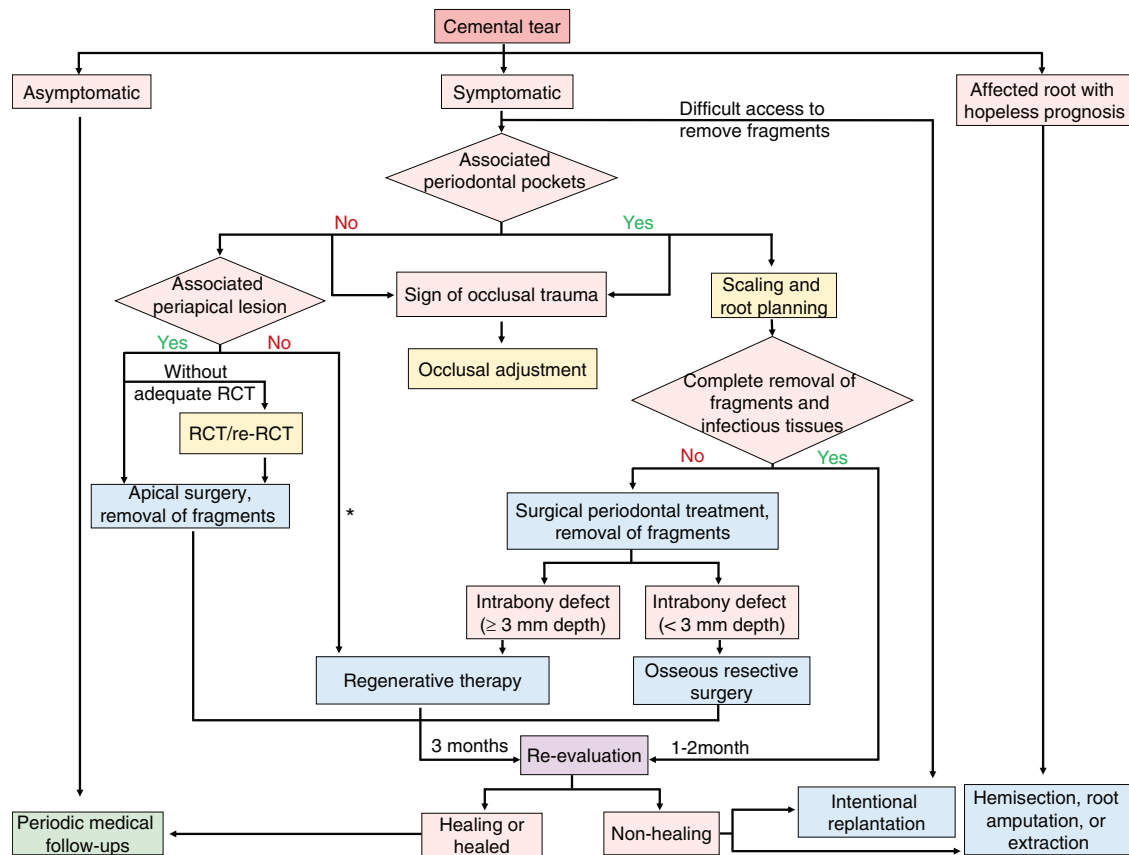 Cemental tear
Asymptomatic
Symptomatic
Affected root with
hopeless prognosis
Difficult access to
remove fragments
Associated
periodontal pockets
No
Yes
Associated
periapical lesion
Sign of occlusal trauma
Scaling and
root planning
Yes
No
Occlusal adjustment
Without
adequate RCT
Complete removal of
fragments and
infectious tissues
RCT/re-RCT
No
Yes
Apical surgery,
removal of fragments
*
Surgical periodontal treatment,
removal of fragments
Intrabony defect
(≥ 3 mm depth)
Intrabony defect
(< 3 mm depth)
Regenerative therapy
Osseous resective
surgery
3 months
Re-evaluation
1-2month
Periodic medical
follow-ups
Healing or
healed
Non-healing
Intentional
replantation
Hemisection, root
amputation, or
extraction